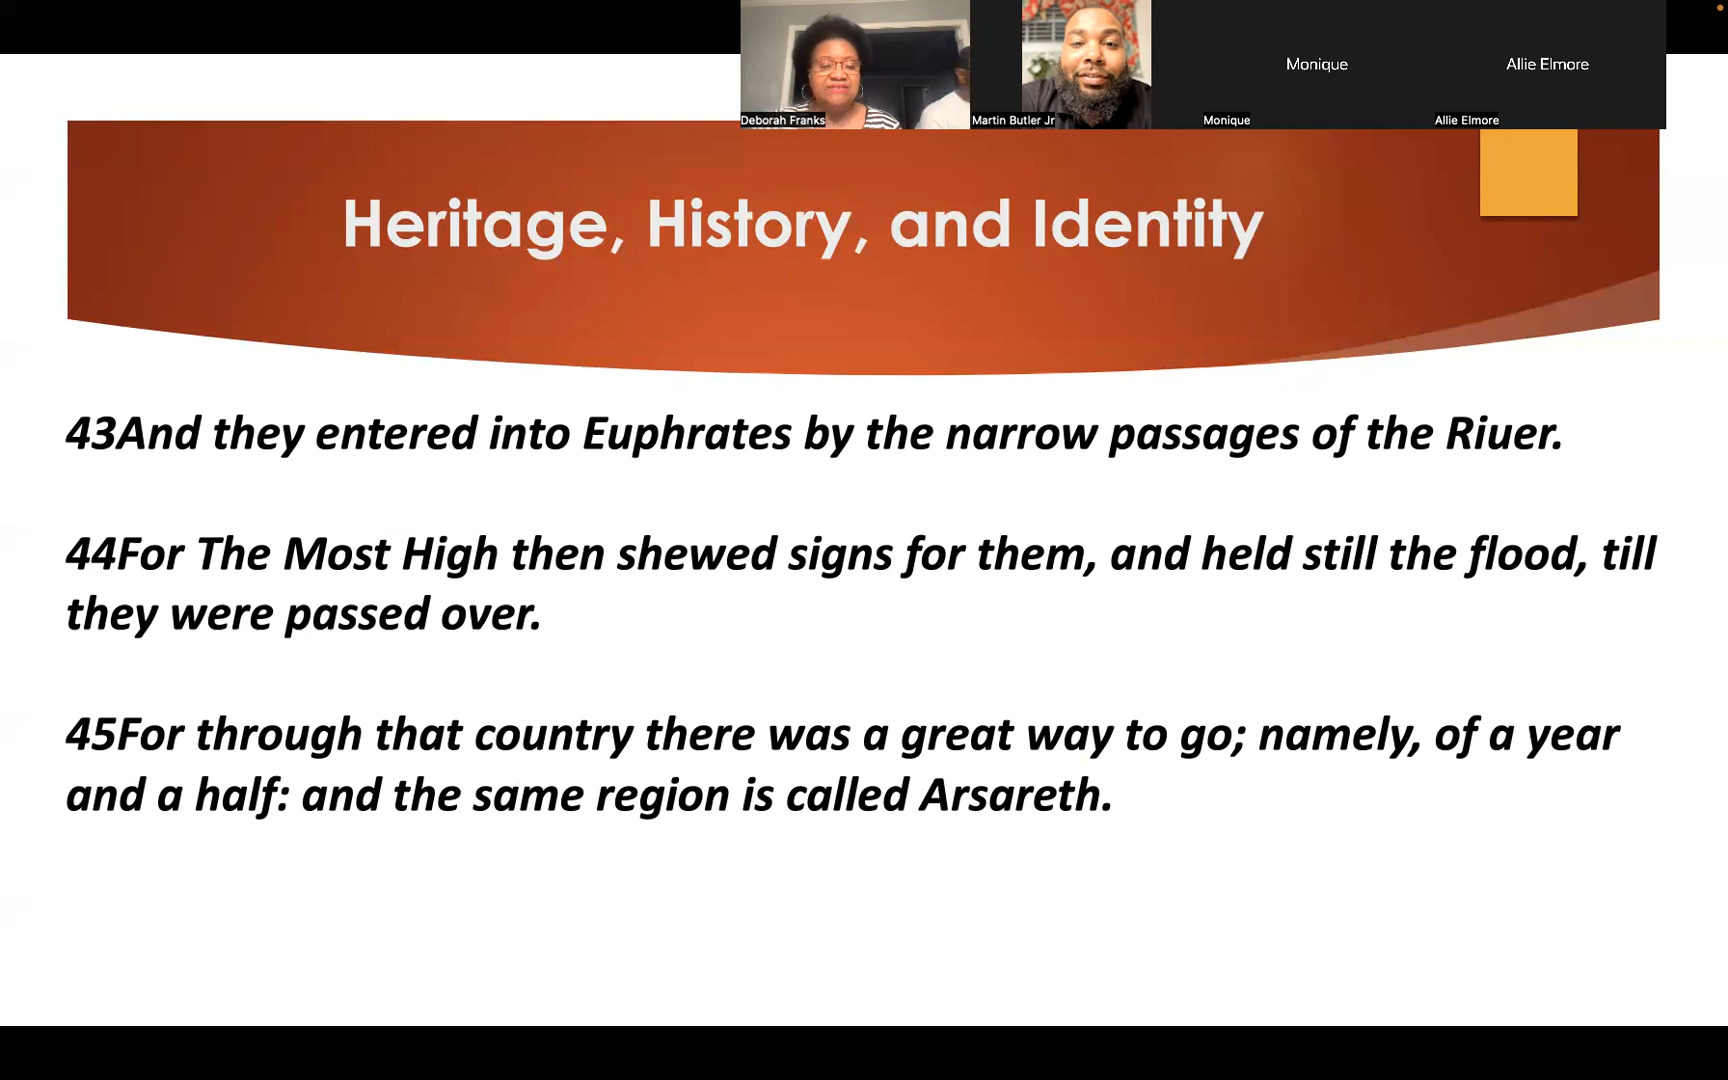 Monique
Allie Elmore
Deborah Franks
Martin Butler Jr
Monique
Allie Elmore
Heritage, History, and Identity
43And they entered into Euphrates by the narrow passages of the Riuer.
44For The Most High then shewed signs for them, and held still the flood, till
they were passed over.
45For through that country there was a great way to go; namely, of a year
and a half: and the same region is called Arsareth.